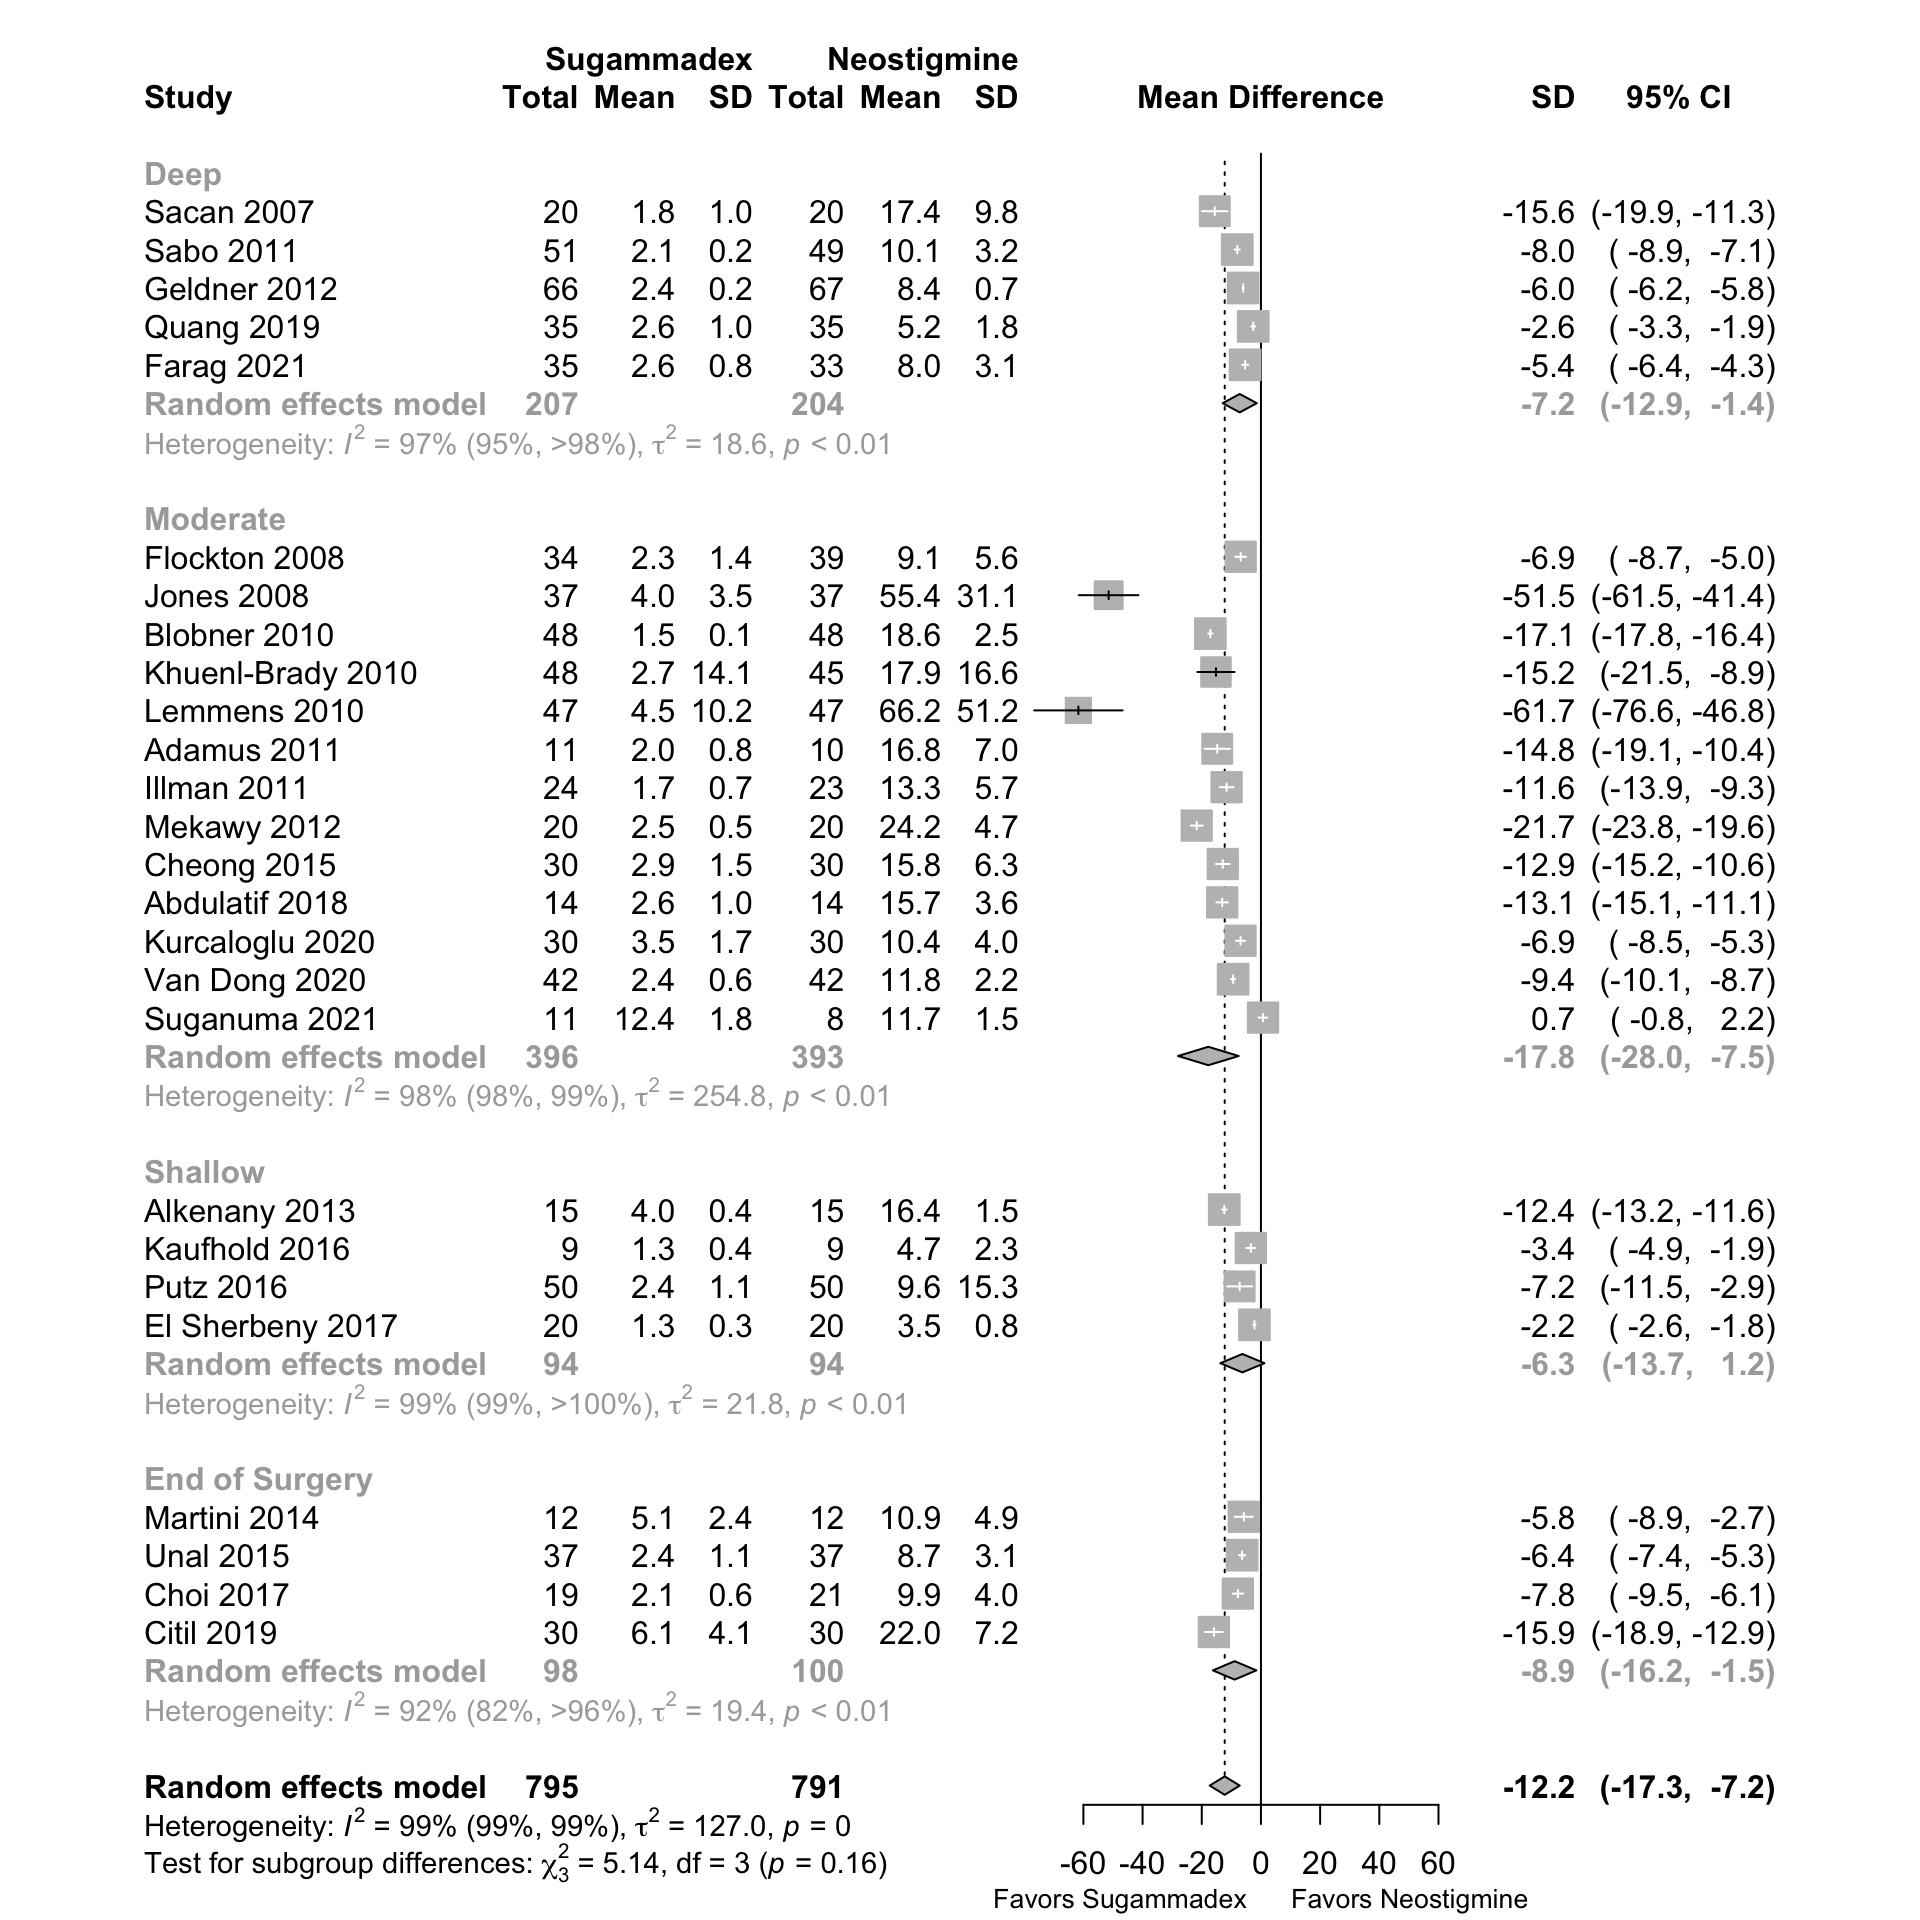 Sugammadex Neostigmine
Study Total Mean SD Total Mean SD Mean Difference SD 95% CI
Deep
Sacan 2007 20 1.8 1.0 20 17.4 9.8 -15.6 (-19.9, -11.3)
Sabo 2011 51 2.1 0.2 49 10.1 3.2 -8.0 ( -8.9, -7.1)
Geldner 2012 66 2.4 0.2 67 8.4 0.7 -6.0 ( -6.2, -5.8)
Quang 2019 35 2.6 1.0 35 5.2 1.8 -2.6 ( -3.3, -1.9)
Farag 2021 35 2.6 0.8 33 8.0 3.1 -5.4 ( -6.4, -4.3)
Random effects model 207 204 -7.2 (-12.9, -1.4)
Heterogeneity: I² = 97% (95%, >98%), τ² = 18.6, p < 0.01
Moderate
Flockton 2008 34 2.3 1.4 39 9.1 5.6 -6.9 ( -8.7, -5.0)
Jones 2008 37 4.0 3.5 37 55.4 31.1 -51.5 (-61.5, -41.4)
Blobner 2010 48 1.5 0.1 48 18.6 2.5 -17.1 (-17.8, -16.4)
Khuenl-Brady 2010 48 2.7 14.1 45 17.9 16.6 -15.2 (-21.5, -8.9)
Lemmens 2010 47 4.5 10.2 47 66.2 51.2 -61.7 (-76.6, -46.8)
Adamus 2011 11 2.0 0.8 10 16.8 7.0 -14.8 (-19.1, -10.4)
Illman 2011 24 1.7 0.7 23 13.3 5.7 -11.6 (-13.9, -9.3)
Mekawy 2012 20 2.5 0.5 20 24.2 4.7 -21.7 (-23.8, -19.6)
Cheong 2015 30 2.9 1.5 30 15.8 6.3 -12.9 (-15.2, -10.6)
Abdulatif 2018 14 2.6 1.0 14 15.7 3.6 -13.1 (-15.1, -11.1)
Kurcaloglu 2020 30 3.5 1.7 30 10.4 4.0 -6.9 ( -8.5, -5.3)
Van Dong 2020 42 2.4 0.6 42 11.8 2.2 -9.4 (-10.1, -8.7)
Suganuma 2021 11 12.4 1.8 8 11.7 1.5 0.7 ( -0.8, 2.2)
Random effects model 396 393 -17.8 (-28.0, -7.5)
Heterogeneity: I² = 98% (98%, 99%), τ² = 254.8, p < 0.01
Shallow
Alkenany 2013 15 4.0 0.4 15 16.4 1.5 -12.4 (-13.2, -11.6)
Kaufhold 2016 9 1.3 0.4 9 4.7 2.3 -3.4 ( -4.9, -1.9)
Putz 2016 50 2.4 1.1 50 9.6 15.3 -7.2 (-11.5, -2.9)
El Sherbeny 2017 20 1.3 0.3 20 3.5 0.8 -2.2 ( -2.6, -1.8)
Random effects model 94 94 -6.3 (-13.7, 1.2)
Heterogeneity: I² = 99% (99%, >100%), τ² = 21.8, p < 0.01
End of Surgery
Martini 2014 12 5.1 2.4 12 10.9 4.9 -5.8 ( -8.9, -2.7)
Unal 2015 37 2.4 1.1 37 8.7 3.1 -6.4 ( -7.4, -5.3)
Choi 2017 19 2.1 0.6 21 9.9 4.0 -7.8 ( -9.5, -6.1)
Citil 2019 30 6.1 4.1 30 22.0 7.2 -15.9 (-18.9, -12.9)
Random effects model 98 100 -8.9 (-16.2, -1.5)
Heterogeneity: I² = 92% (82%, >96%), τ² = 19.4, p < 0.01
Random effects model 795 791 -12.2 (-17.3, -7.2)
Heterogeneity: I² = 99% (99%, 99%), τ² = 127.0, p = 0
Test for subgroup differences: χ²₃ = 5.14, df = 3 (p = 0.16)
-60 -40 -20 0 20 40 60
Favors Sugammadex Favors Neostigmine